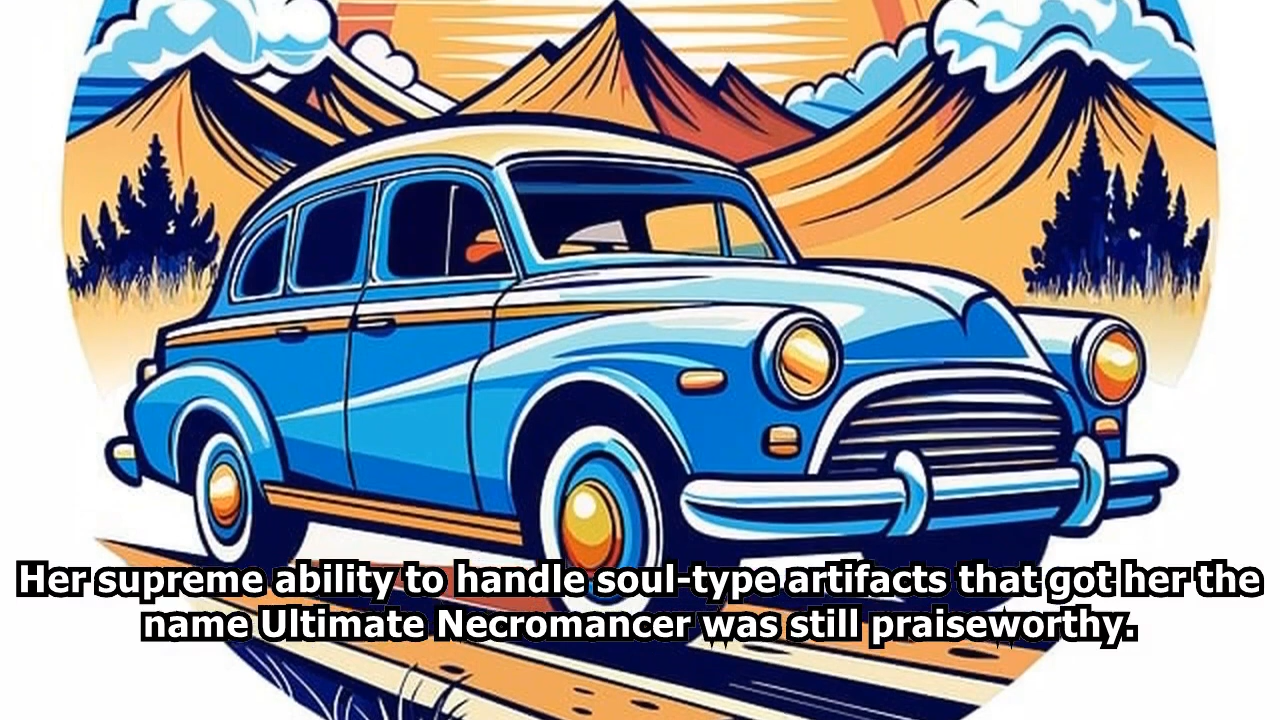 Her supreme ability to handle soul-type artifacts that got her the
name Ultimate Necromancer was still praiseworthy.